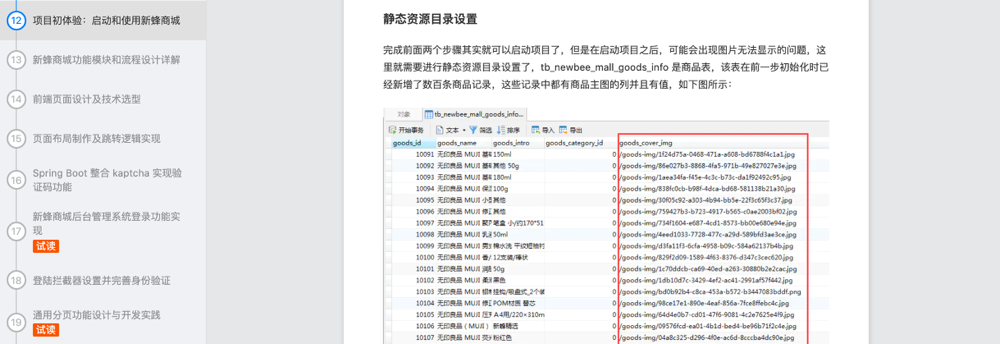 12 项目初体验：启动和使用新蜂商城
13 新蜂商城功能模块和流程设计详解
14 前端页面设计及技术选型
15 页面布局制作及跳转逻辑实现
16 Spring Boot 整合 kaptcha 实现验
证码功能
17 新蜂商城后台管理系统登录功能实
现
试读
18 登陆拦截器设置并完善身份验证
19 通用分页功能设计与开发实践
试读
静态资源目录设置
完成前面两个步骤其实就可以启动项目了，但是在启动项目之后，可能会出现图片无法显示的问题，这
里就需要进行静态资源目录设置了，tb_newbee_mall_goods_info 是商品表，该表在前一步初始化时已
经新增了数百条商品记录，这些记录中都有商品主图的列并且有值，如下图所示：
对象 tb_newbee_mall_goods_info...
开始事务 文本 筛选 排序 导入 导出
goods_id goods_name goods_intro goods_category_id goods_cover_img
10091 无印良品 MUJI 基础 150ml 0 /goods-img/1f24d75a-0468-471a-a608-bd6788f4c1a1.jpg
10092 无印良品 MUJI 基础 其他 50g 0 /goods-img/86e027b3-8868-4fa5-971b-49e827027e3e.jpg
10093 无印良品 MUJI 基础 180ml 0 /goods-img/1aea34fa-f45e-4c3c-b73c-da1f92492c95.jpg
10094 无印良品 MUJI 保湿 100g 0 /goods-img/838fc0cb-b98f-4dca-bd68-581138b21a30.jpg
10095 无印良品 MUJI 小 其他 0 /goods-img/30f05c92-a303-4b94-bb5e-22f3c65f3c37.jpg
10096 无印良品 MUJI 修 其他 0 /goods-img/759427b3-b723-4917-b565-c0ae2003bf02.jpg
10097 无印良品 MUJI 笔盒 小/约170*51 0 /goods-img/734f1604-e687-4cd1-8573-bb00e680e94e.jpg
10098 无印良品 MUJI 乳 50ml 0 /goods-img/4eed1033-7728-477c-a29d-589bfd3ae3ce.jpg
10099 无印良品 MUJI 男 棉水洗 平纹短袖衬 0 /goods-img/d3fa11f3-6cfa-4958-b09c-584a62137b4b.jpg
10100 无印良品 MUJI 香 12支装/棒状 0 /goods-img/829f2d09-1589-4f63-8376-d347c3cec620.jpg
10101 无印良品 MUJI 润 50g 0 /goods-img/1c70ddcb-ca69-40ed-a263-30880b2e2cac.jpg
10102 无印良品 MUJI 柔 黑色 0 /goods-img/1db10d7c-3429-4ef2-ac41-2991af57f442.jpg
10103 无印良品 MUJI 铝 挂钩/吸盘式_2个 0 /goods-img/bd0b92b4-c8ca-453a-b572-b3447083bddf.png
10104 无印良品 MUJI 修 POM材质 替芯 0 /goods-img/98ce17e1-890e-4eaf-856a-7fce8ffebc4c.jpg
10105 无印良品 MUJI 压 A4用/220×310m 0 /goods-img/64d4e0b7-cd01-47f6-9081-4c2e7625e4f9.jpg
10106 无印良品（MUJI） 新蜂精选 0 /goods-img/09576fcd-ea01-4b1d-bed4-be96b71f2c4e.jpg
10107 无印良品 MUJI 荧 粉红色 0 /goods-img/04a8c325-d296-4f0e-ac6d-8cccba4dc90e.jpg